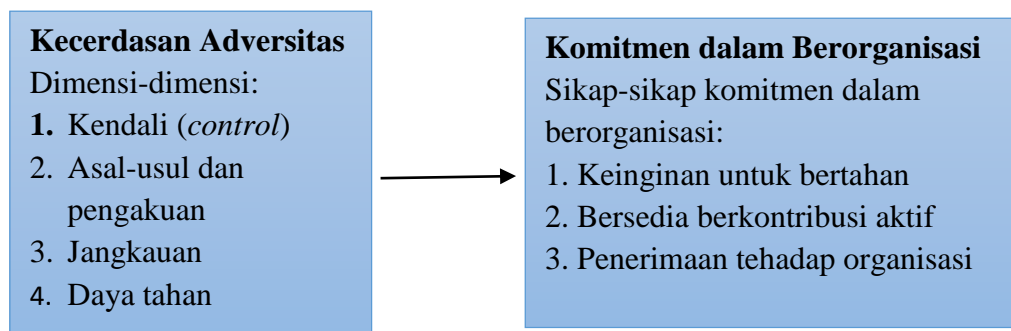 Kecerdasan Adversitas
Dimensi-dimensi:
1. Kendali (control)
2. Asal-usul dan
pengakuan
3. Jangkauan
4. Daya tahan
Komitmen dalam Berorganisasi
Sikap-sikap komitmen dalam
berorganisasi:
1. Keinginan untuk bertahan
2. Bersedia berkontribusi aktif
3. Penerimaan tehadap organisasi